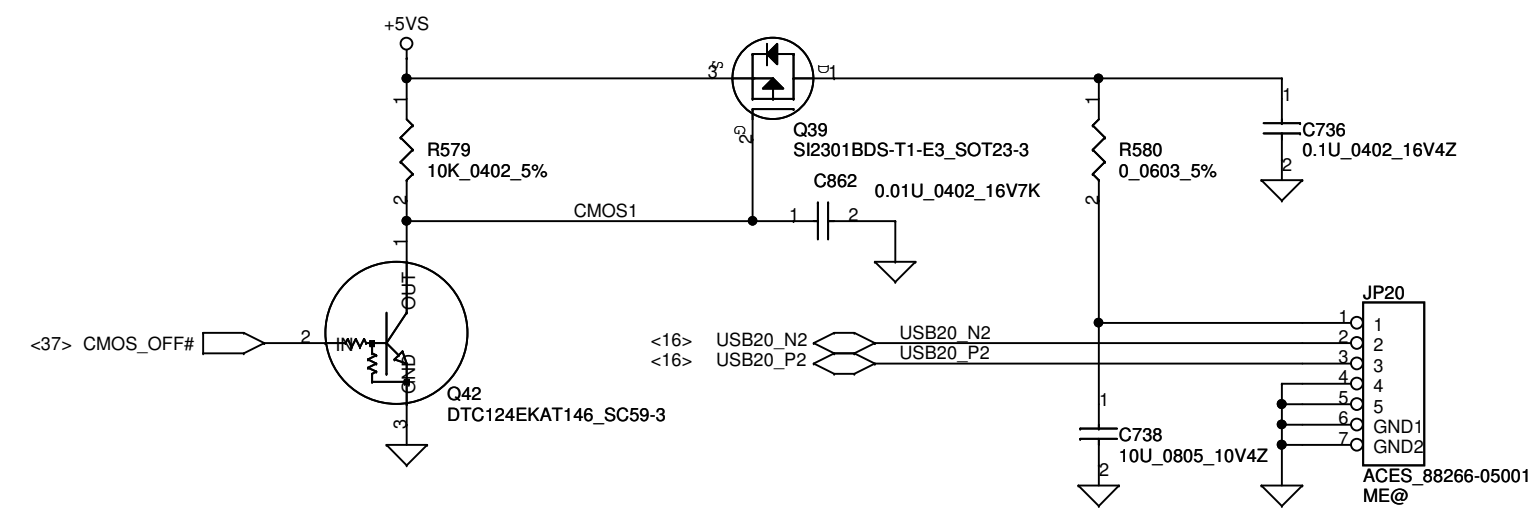 +5VS
3
S
D
1
1
R579
10K_0402_5%
2
G
2
Q39
SI2301BDS-T1-E3_SOT23-3
1
R580
0_0603_5%
2
1
C736
0.1U_0402_16V4Z
2
CMOS1
C862
0.01U_0402_16V7K
1
2
1
OUT
<37> CMOS_OFF#
2
IN
GND
3
Q42
DTC124EKAT146_SC59-3
<16> USB20_N2
USB20_N2
<16> USB20_P2
USB20_P2
1
C738
10U_0805_10V4Z
2
JP20
1 1
2 2
3 3
4 4
5 5
6 GND1
7 GND2
ACES_88266-05001
ME@